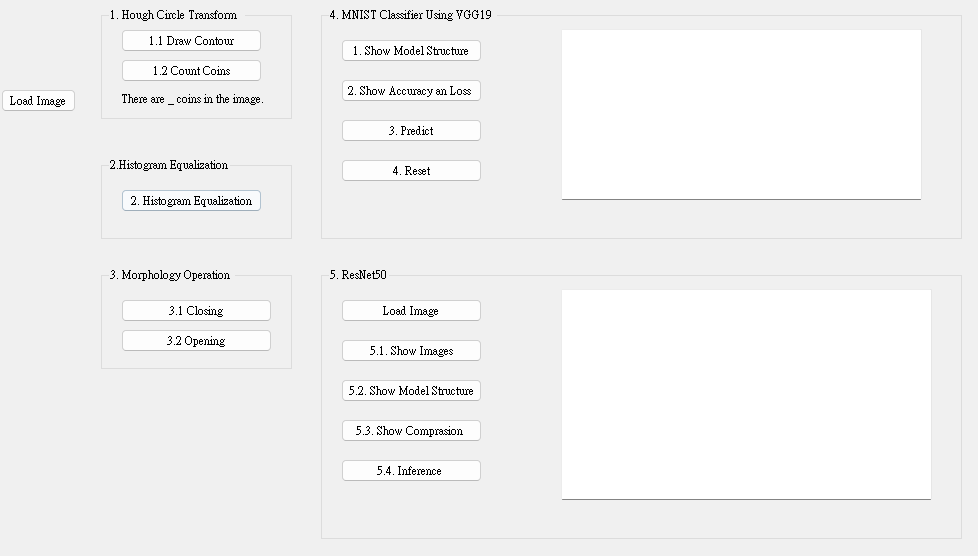 Load Image
1. Hough Circle Transform
1.1 Draw Contour
1.2 Count Coins
There are _ coins in the image.
2.Histogram Equalization
2. Histogram Equalization
3. Morphology Operation
3.1 Closing
3.2 Opening
4. MNIST Classifier Using VGG19
1. Show Model Structure
2. Show Accuracy an Loss
3. Predict
4. Reset
5. ResNet50
Load Image
5.1. Show Images
5.2. Show Model Structure
5.3. Show Comprasion
5.4. Inference